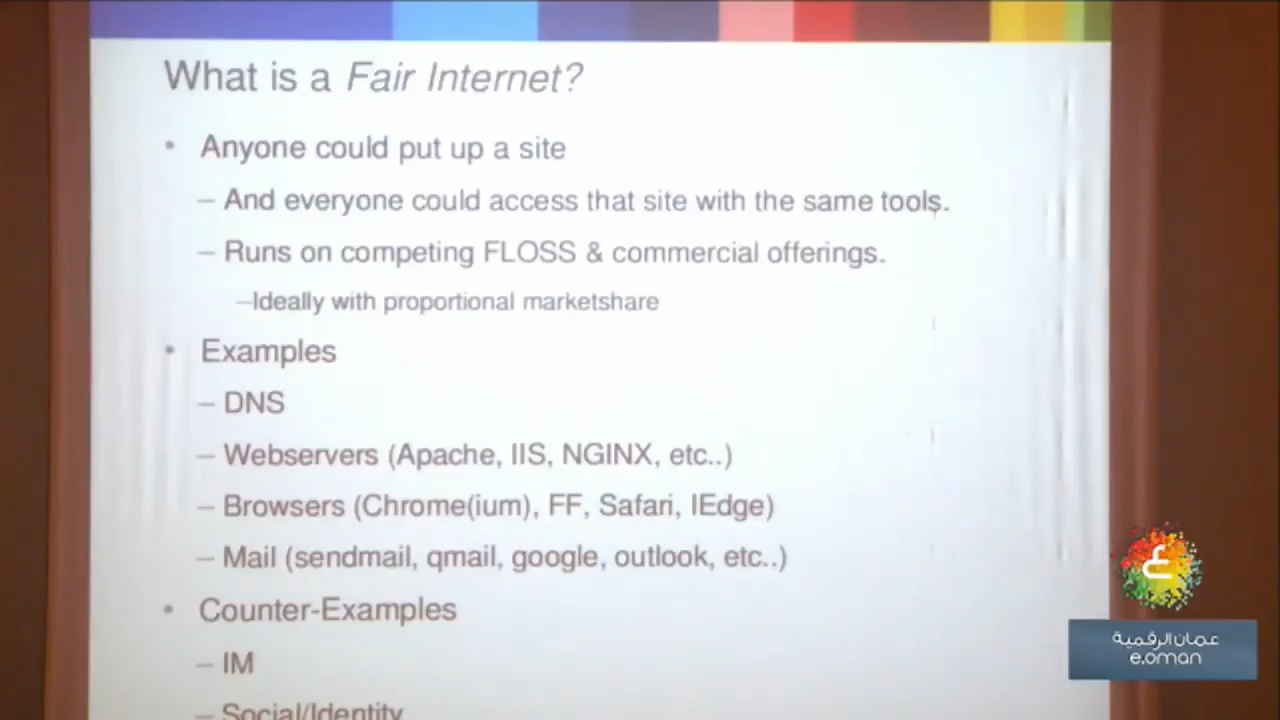 What is a Fair Internet?
• Anyone could put up a site
– And everyone could access that site with the same tools.
– Runs on competing FLOSS & commercial offerings.
–Ideally with proportional marketshare
• Examples
– DNS
– Webservers (Apache, IIS, NGINX, etc..)
– Browsers (Chrome(ium), FF, Safari, IEdge)
– Mail (sendmail, qmail, google, outlook, etc..)
• Counter-Examples
– IM
– Social/Identity
ع
عمان الرقمية
e.oman